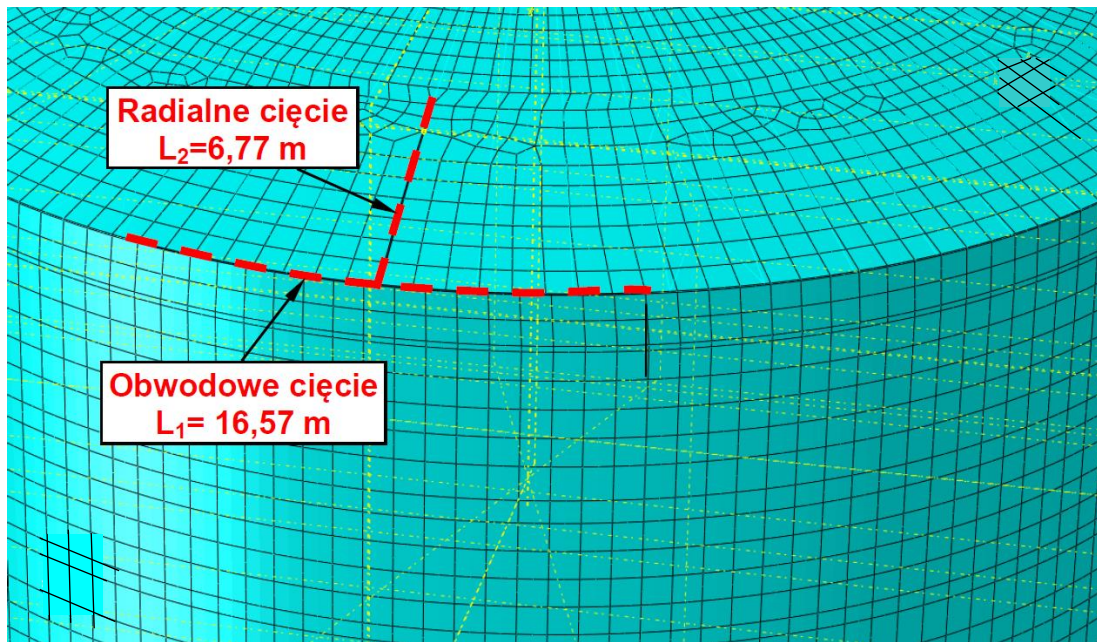 Radialne cięcie
L₂=6,77 m
Obwodowe cięcie
L₁= 16,57 m